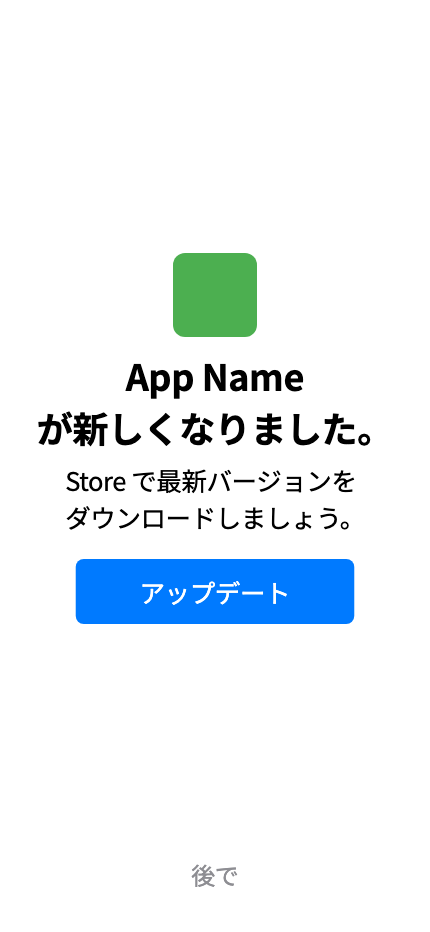 App Name
が新しくなりました。
Store で最新バージョンを
ダウンロードしましょう。
アップデート
後で